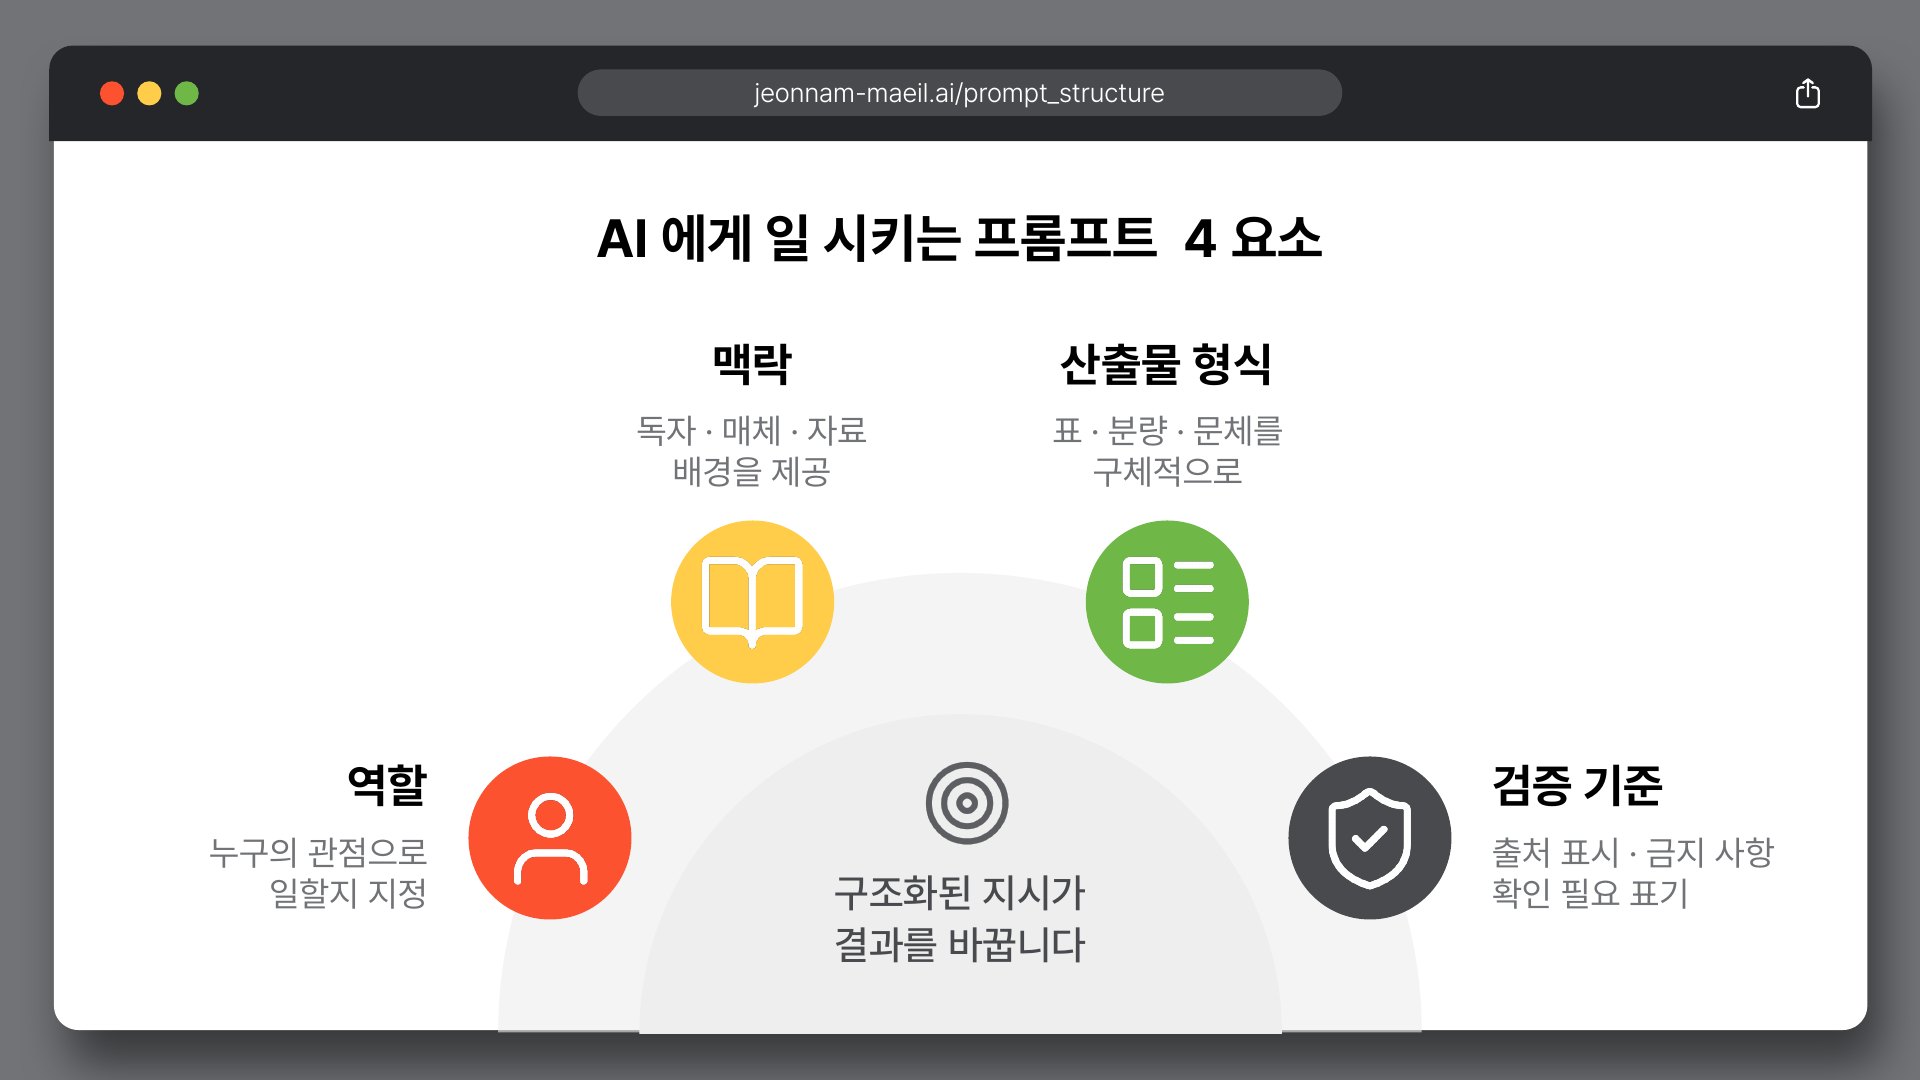 jeonnam-maeil.ai/prompt_structure
AI 에게 일 시키는 프롬프트 4 요소
맥락
독자 · 매체 · 자료
배경을 제공
산출물 형식
표 · 분량 · 문체를
구체적으로
역할
누구의 관점으로
일할지 지정
구조화된 지시가
결과를 바꿉니다
검증 기준
출처 표시 · 금지 사항
확인 필요 표기